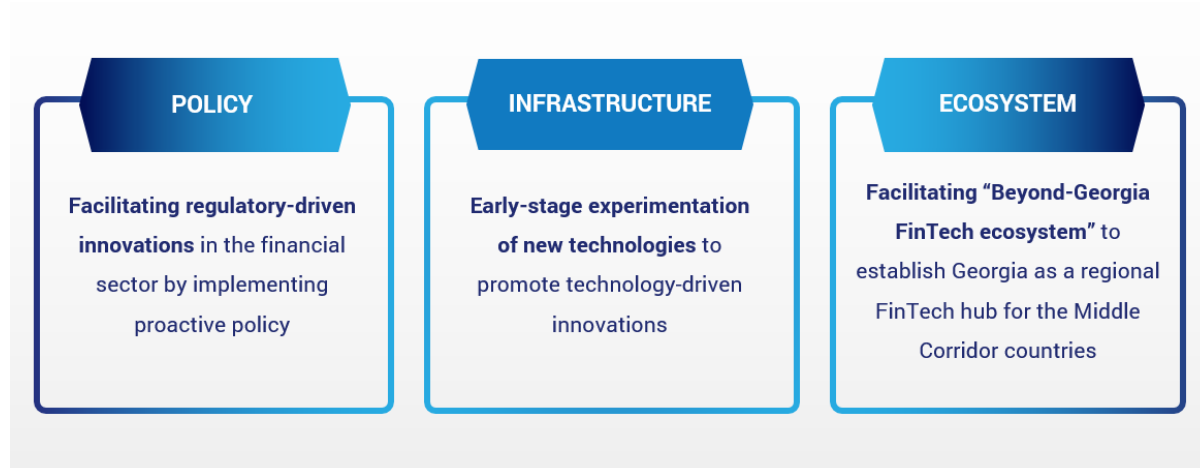 POLICY
Facilitating regulatory-driven
innovations in the financial
sector by implementing
proactive policy
INFRASTRUCTURE
Early-stage experimentation
of new technologies to
promote technology-driven
innovations
ECOSYSTEM
Facilitating “Beyond-Georgia
FinTech ecosystem” to
establish Georgia as a regional
FinTech hub for the Middle
Corridor countries